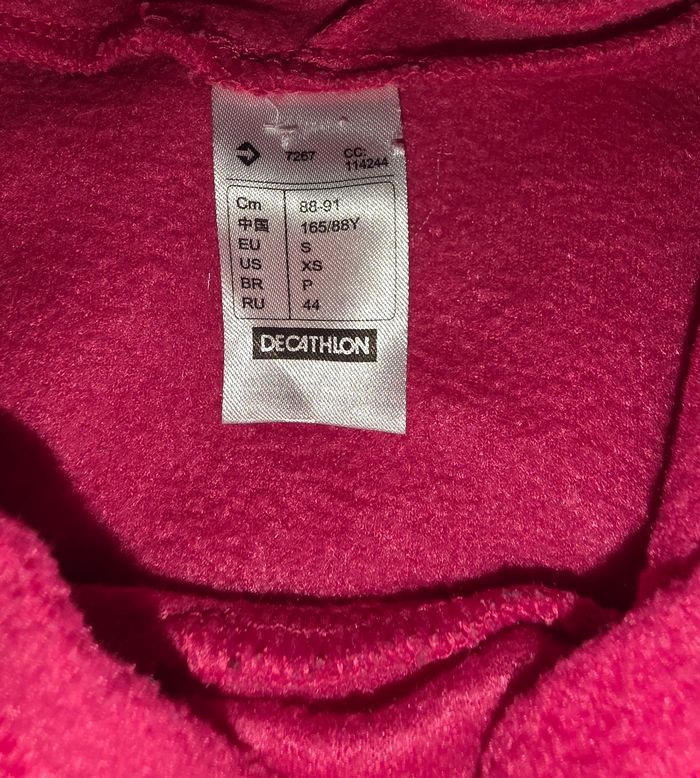 7267 CC:
114244
Cm 88-91
中国 165/88Y
EU S
US XS
BR P
RU 44
DECATHLON